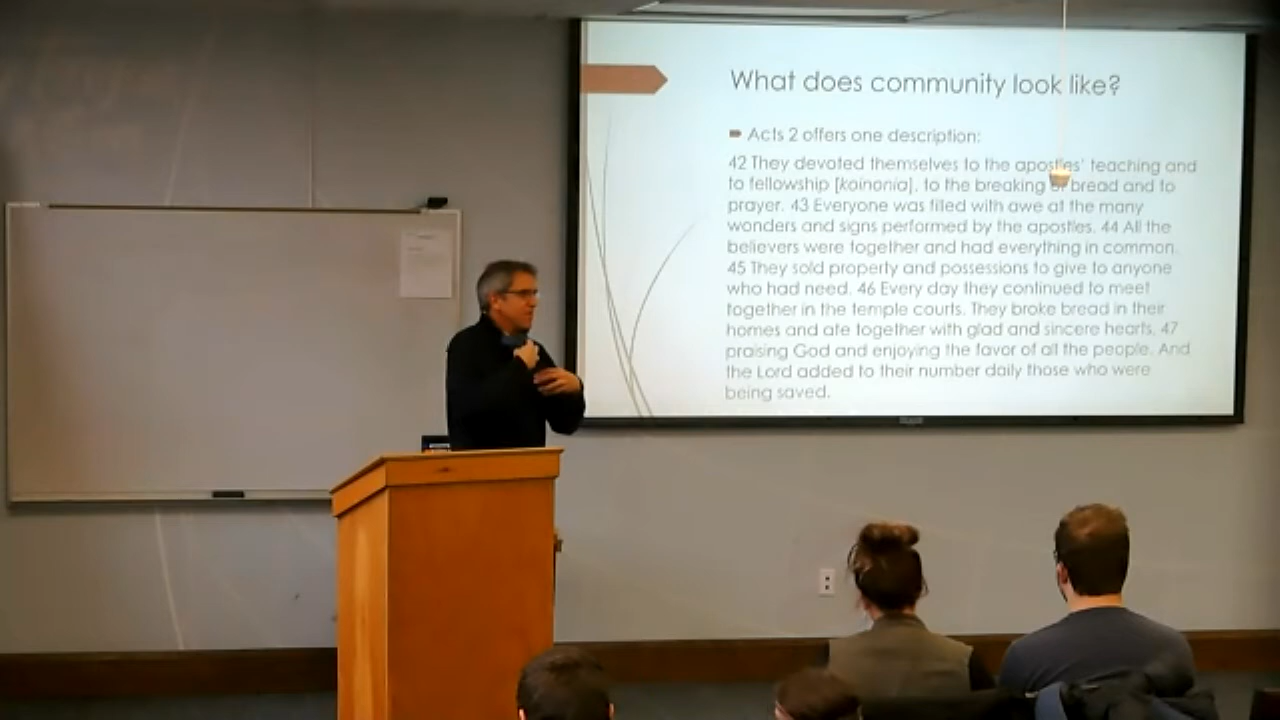 What does community look like?
Acts 2 offers one description:
42 They devoted themselves to the apostles' teaching and
to fellowship [koinonia], to the breaking of bread and to
prayer. 43 Everyone was filled with awe at the many
wonders and signs performed by the apostles. 44 All the
believers were together and had everything in common.
45 They sold property and possessions to give to anyone
who had need. 46 Every day they continued to meet
together in the temple courts. They broke bread in their
homes and ate together with glad and sincere hearts, 47
praising God and enjoying the favor of all the people. And
the Lord added to their number daily those who were
being saved.